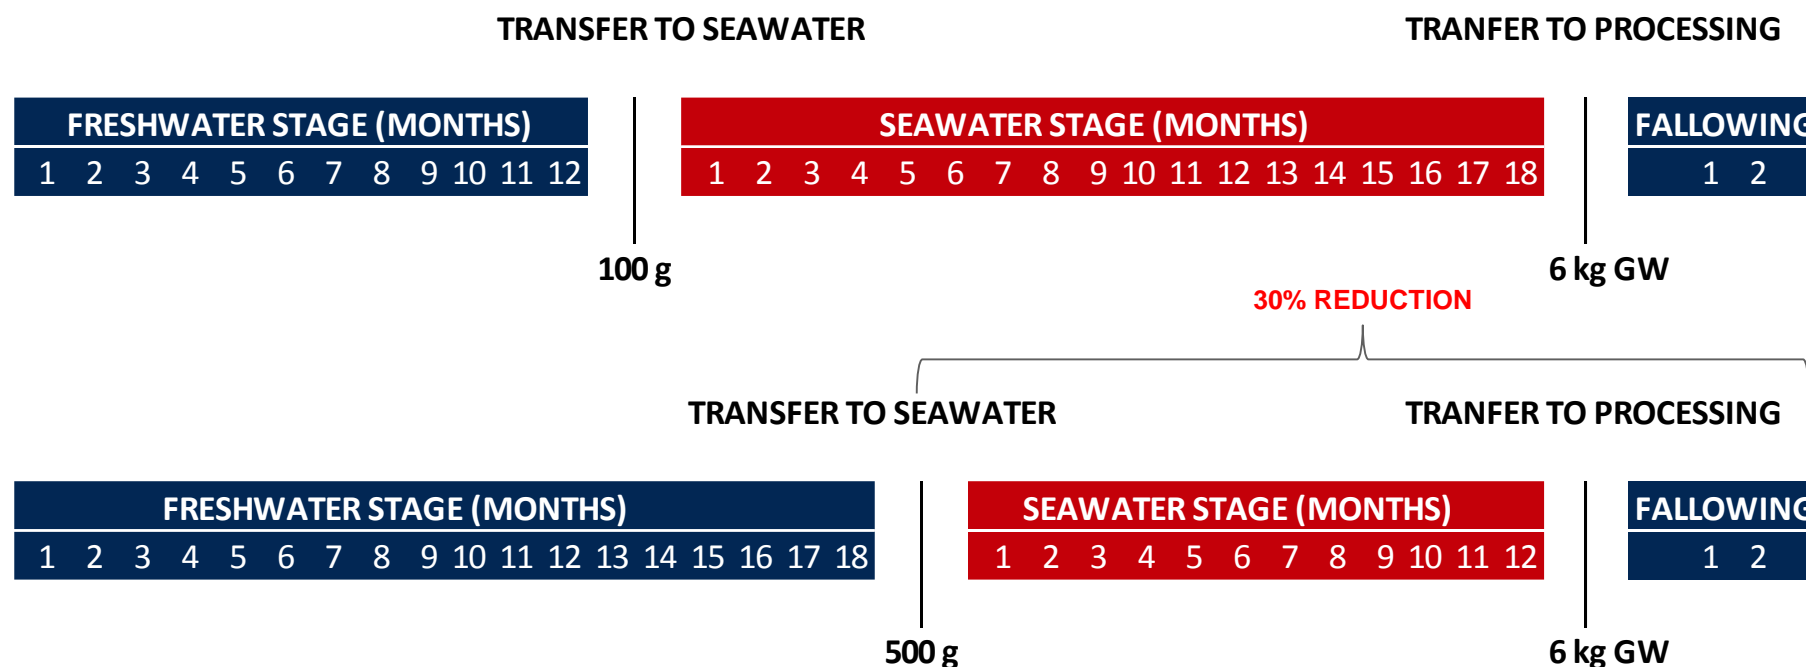 TRANSFER TO SEAWATER TRANFER TO PROCESSING
FRESHWATER STAGE (MONTHS) SEAWATER STAGE (MONTHS) FALLOWING
1 2 3 4 5 6 7 8 9 10 11 12 1 2 3 4 5 6 7 8 9 10 11 12 13 14 15 16 17 18 1 2
100 g 6 kg GW
30% REDUCTION
TRANSFER TO SEAWATER TRANFER TO PROCESSING
FRESHWATER STAGE (MONTHS) SEAWATER STAGE (MONTHS) FALLOWING
1 2 3 4 5 6 7 8 9 10 11 12 13 14 15 16 17 18 1 2 3 4 5 6 7 8 9 10 11 12 1 2
500 g 6 kg GW